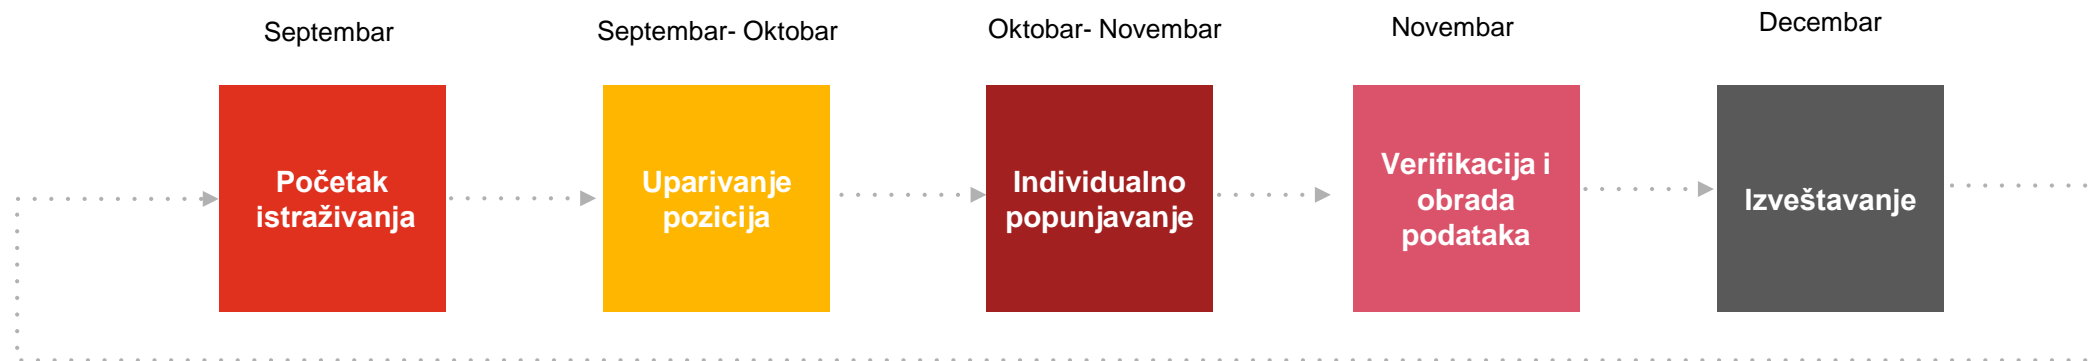 Septembar
Septembar- Oktobar
Oktobar- Novembar
Novembar
Decembar
Početak
istraživanja
Uparivanje
pozicija
Individualno
popunjavanje
Verifikacija i
obrada
podataka
Izveštavanje